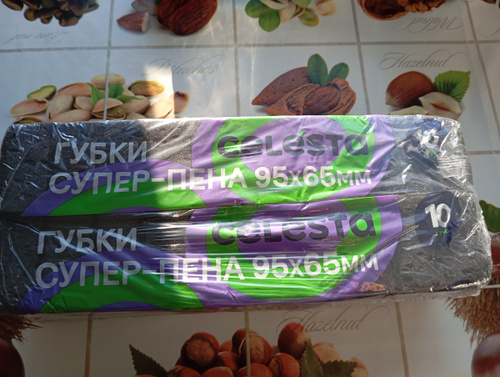 Hazelnut
Celesta
ГУБКИ
СУПЕР-ПЕНА 95х65мм
Celesta
10
ГУБКИ
СУПЕР-ПЕНА 95х65мм
Hazelnut